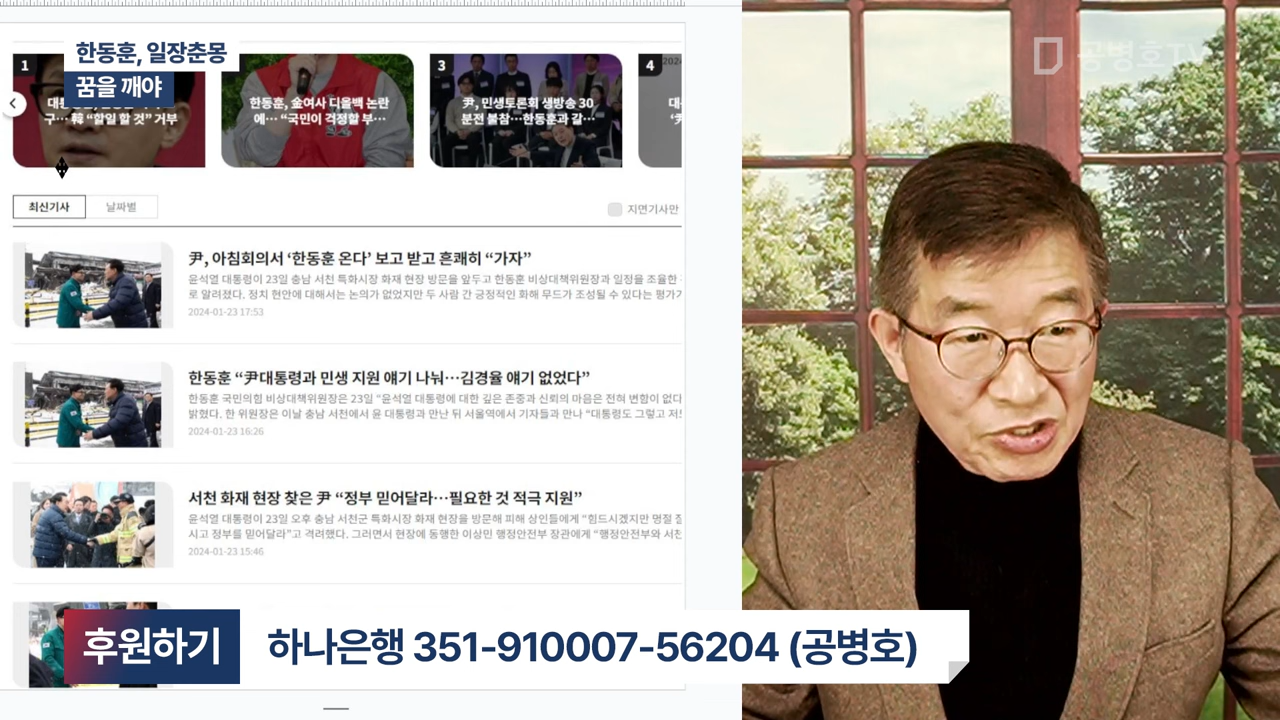 한동훈, 일장춘몽
꿈을 깨야
1
구… 韓 “할일 할 것” 거부
한동훈, 金여사 디올백 논란
에… “국민이 걱정할 부…
3
尹, 민생토론회 생방송 30
분전 불참…한동훈과 갈…
4
공병호TV
최신기사
날짜별
지면기사만
尹, 아침회의서 ‘한동훈 온다’ 보고 받고 흔쾌히 “가자”
윤석열 대통령이 23일 충남 서천 특화시장 화재 현장 방문을 앞두고 한동훈 비상대책위원장과 일정을 조율한
로 알려졌다. 정치 현안에 대해서는 논의가 없었지만 두 사람 간 긍정적인 화해 무드가 조성될 수 있다는 평가가
2024-01-23 17:53
한동훈 “尹대통령과 민생 지원 얘기 나눠…김경율 얘기 없었다”
한동훈 국민의힘 비상대책위원장은 23일 “윤석열 대통령에 대한 깊은 존중과 신뢰의 마음은 전혀 변함이 없다
밝혔다. 한 위원장은 이날 충남 서천에서 윤 대통령과 만난 뒤 서울역에서 기자들과 만나 “대통령도 그렇고 저도
2024-01-23 16:26
서천 화재 현장 찾은 尹 “정부 믿어달라…필요한 것 적극 지원”
윤석열 대통령이 23일 오후 충남 서천군 특화시장 화재 현장을 방문해 피해 상인들에게 “힘드시겠지만 명절 잘
시고 정부를 믿어달라”고 격려했다. 그러면서 현장에 동행한 이상민 행정안전부 장관에게 “행정안전부와 서천
2024-01-23 15:46
후원하기
하나은행 351-910007-56204 (공병호)